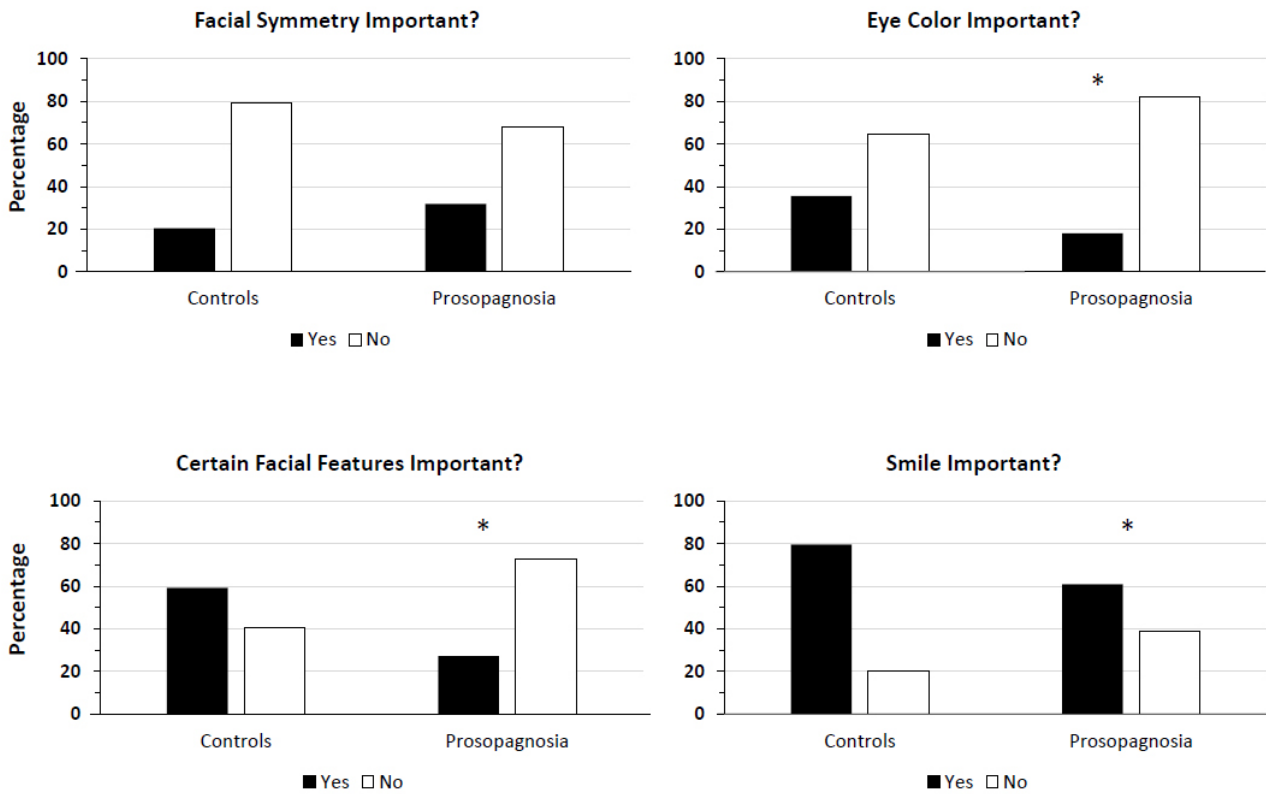 Facial Symmetry Important?
Percentage
100
80
60
40
20
0
Controls Prosopagnosia
Yes No
Eye Color Important?
100
80
60
40
20
0
*
Controls Prosopagnosia
Yes No
Certain Facial Features Important?
Percentage
100
80
60
40
20
0
*
Controls Prosopagnosia
Yes No
Smile Important?
100
80
60
40
20
0
*
Controls Prosopagnosia
Yes No